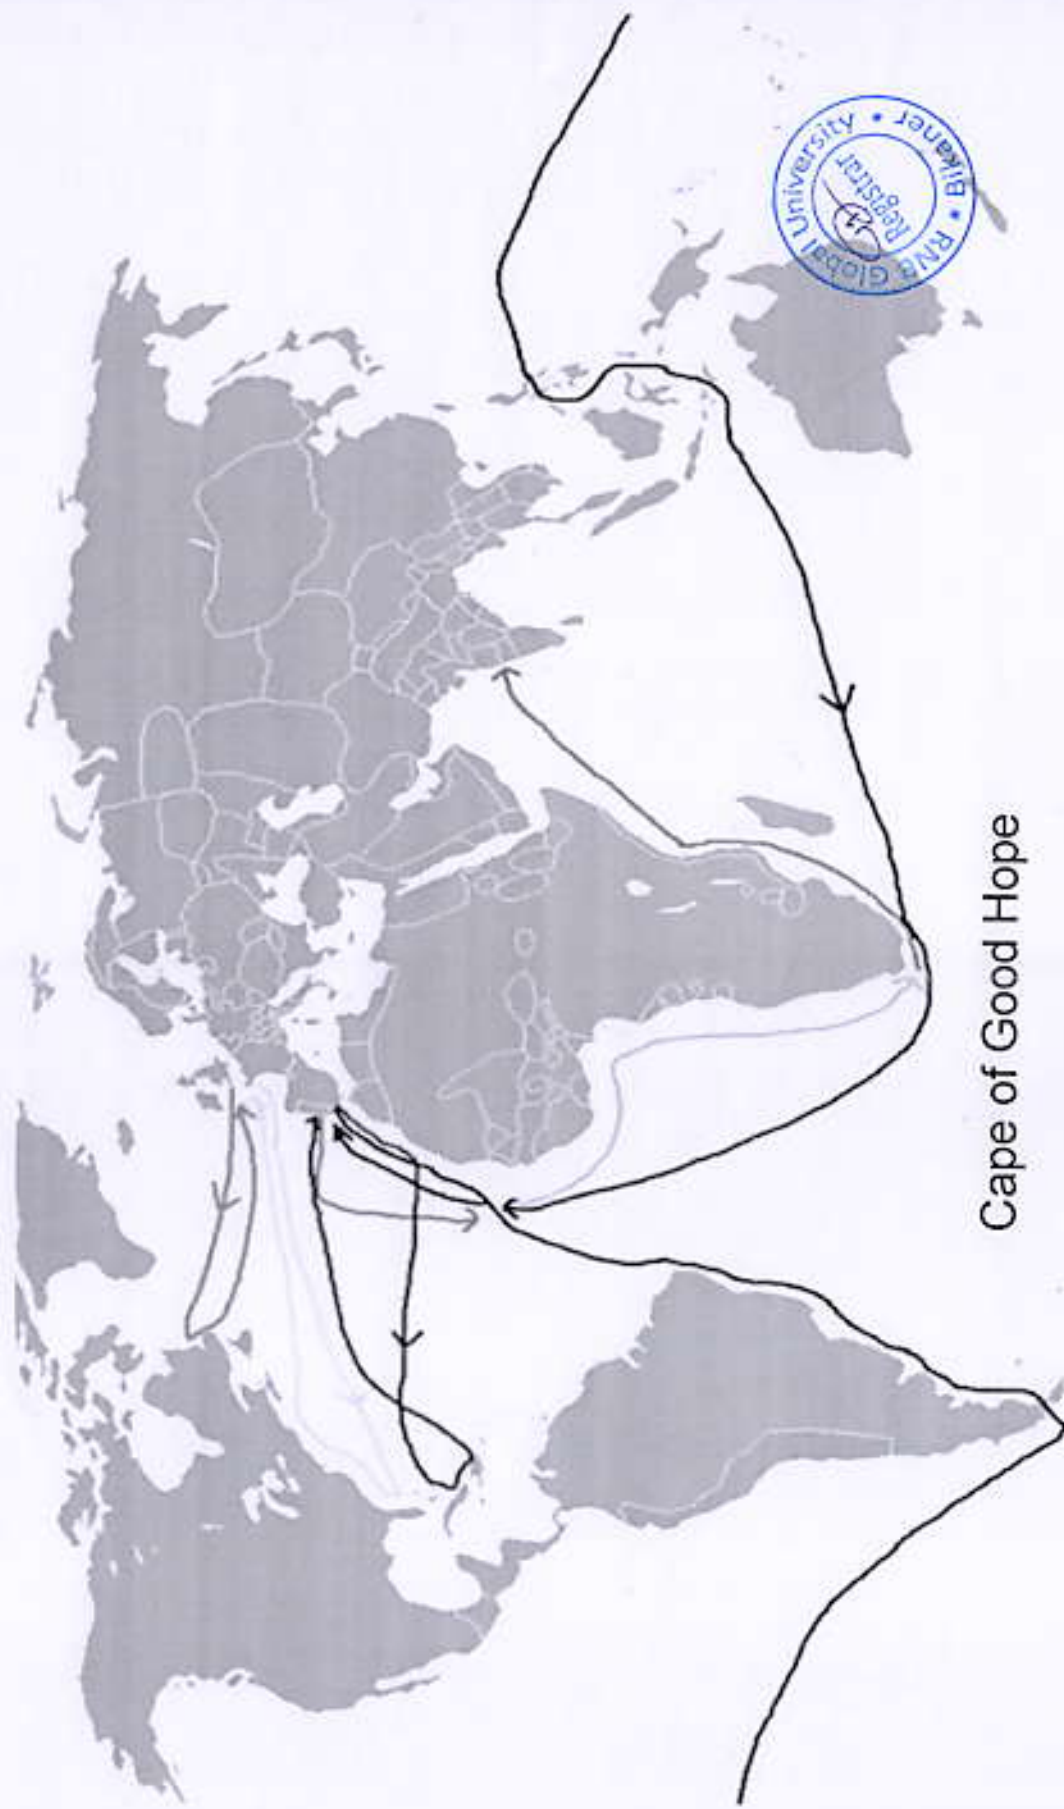 Cape of Good Hope
RNB Global University • Bikaner •
Registrar